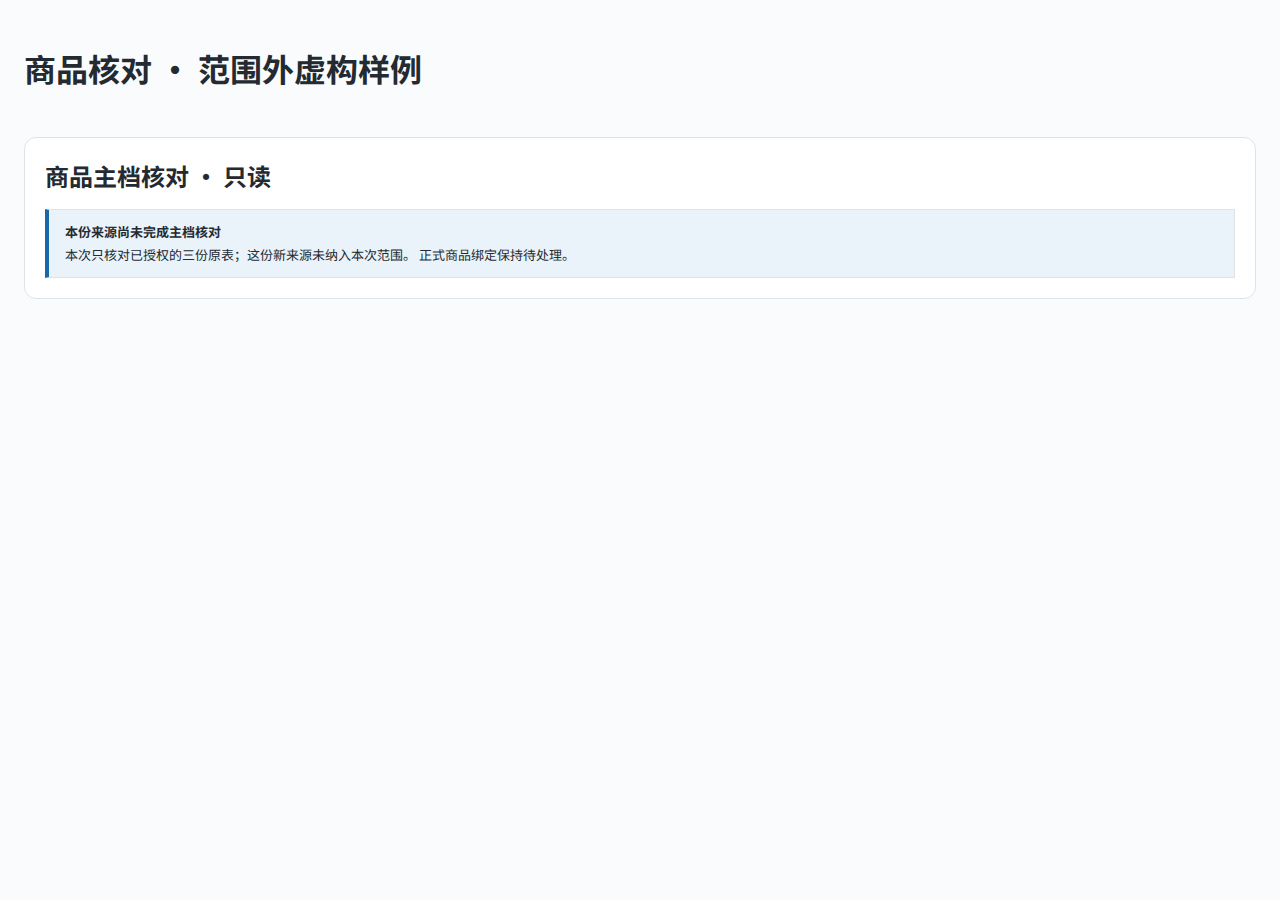 商品核对 · 范围外虚构样例
商品主档核对 · 只读
本份来源尚未完成主档核对
本次只核对已授权的三份原表；这份新来源未纳入本次范围。 正式商品绑定保持待处理。